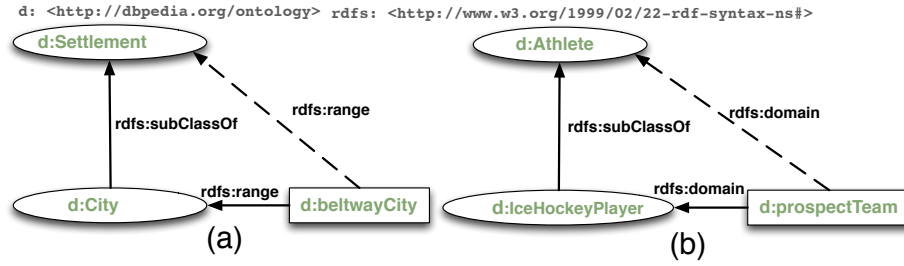 d: <http://dbpedia.org/ontology> rdfs: <http://www.w3.org/1999/02/22-rdf-syntax-ns#>
d:Settlement
rdfs:range
rdfs:subClassOf
rdfs:range
d:City
d:beltwayCity
(a)
d:Athlete
rdfs:domain
rdfs:subClassOf
rdfs:domain
d:IceHockeyPlayer
d:prospectTeam
(b)